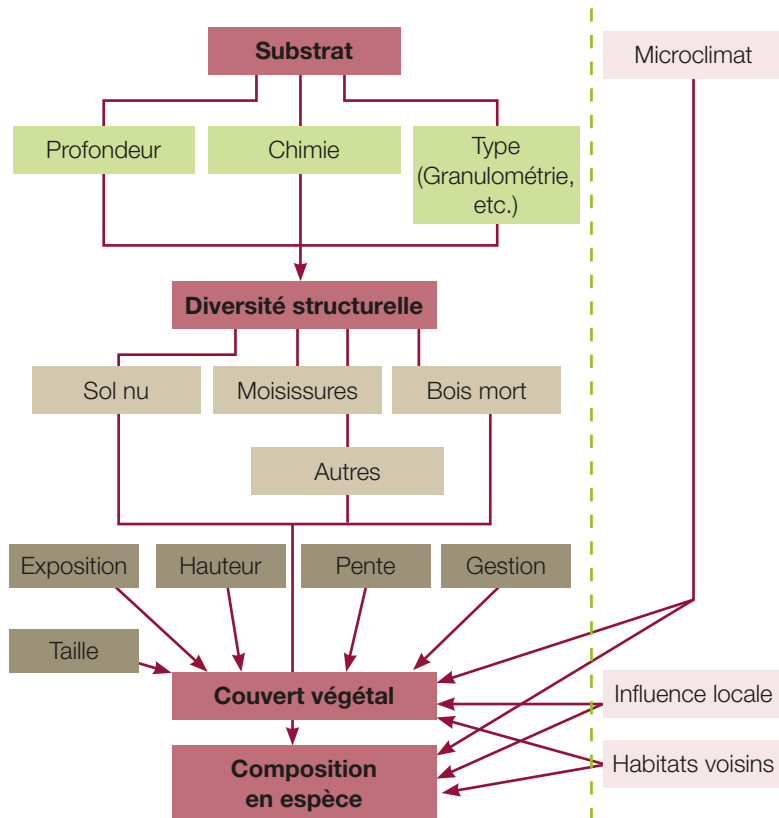 Substrat
Microclimat
Profondeur
Chimie
Type
(Granulométrie,
etc.)
Diversité structurelle
Sol nu
Moisissures
Bois mort
Autres
Exposition
Hauteur
Pente
Gestion
Taille
Couvert végétal
Influence locale
Composition
en espèce
Habitats voisins